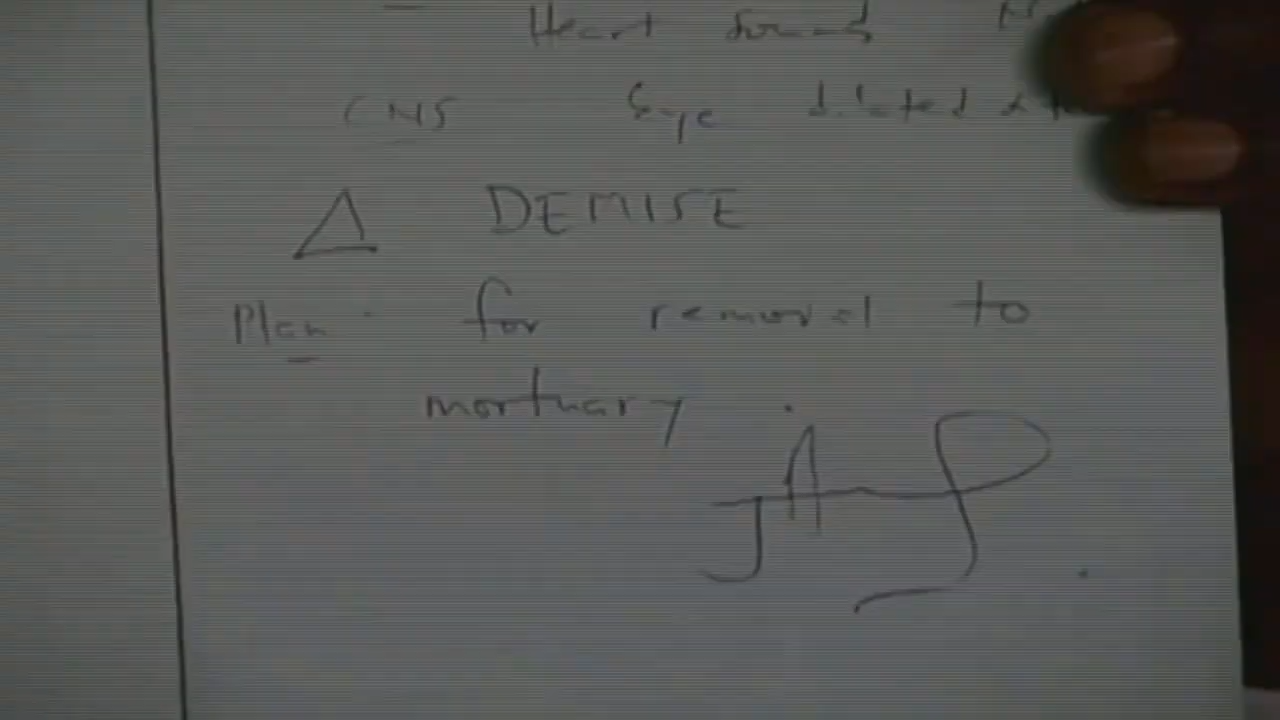 Heart Sounds
CNS Eye dilated &
Δ DEMISE
Plan for removal to
mortuary